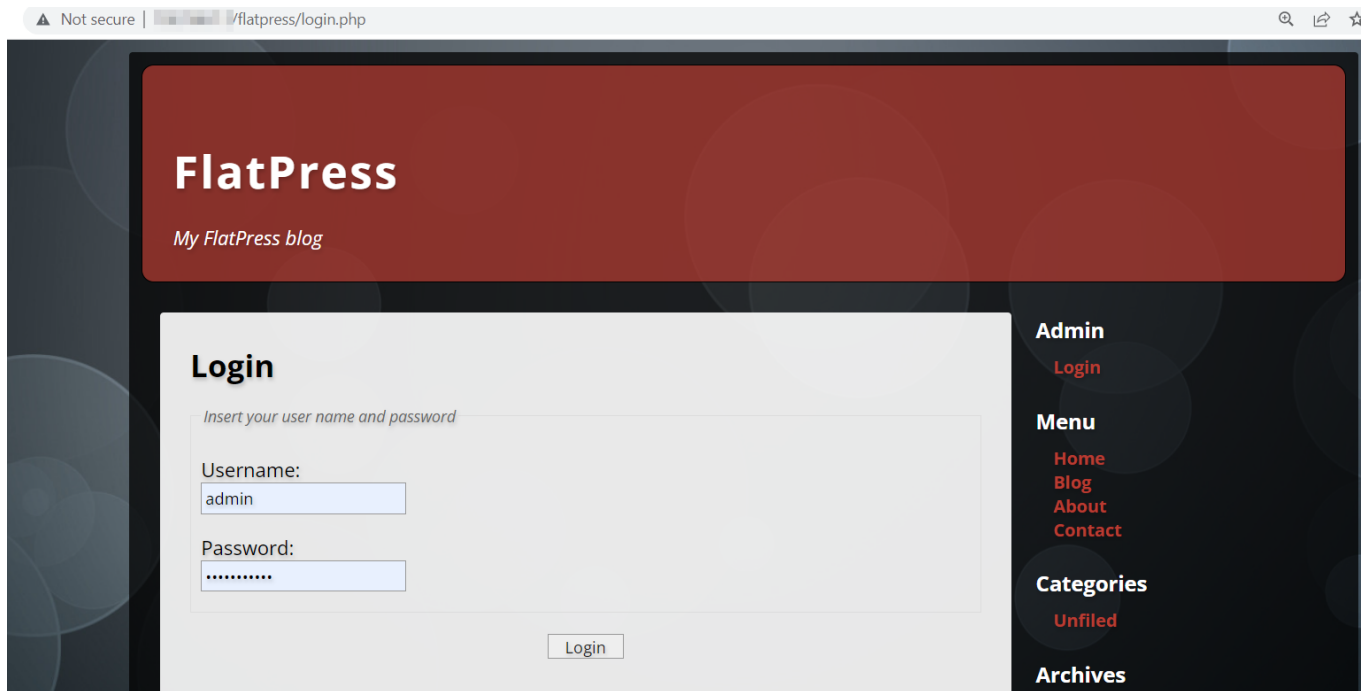 Not secure | /flatpress/login.php
FlatPress
My FlatPress blog
Login
Insert your user name and password
Username:
admin
Password:
•••••••••••
Login
Admin
Login
Menu
Home
Blog
About
Contact
Categories
Unfiled
Archives